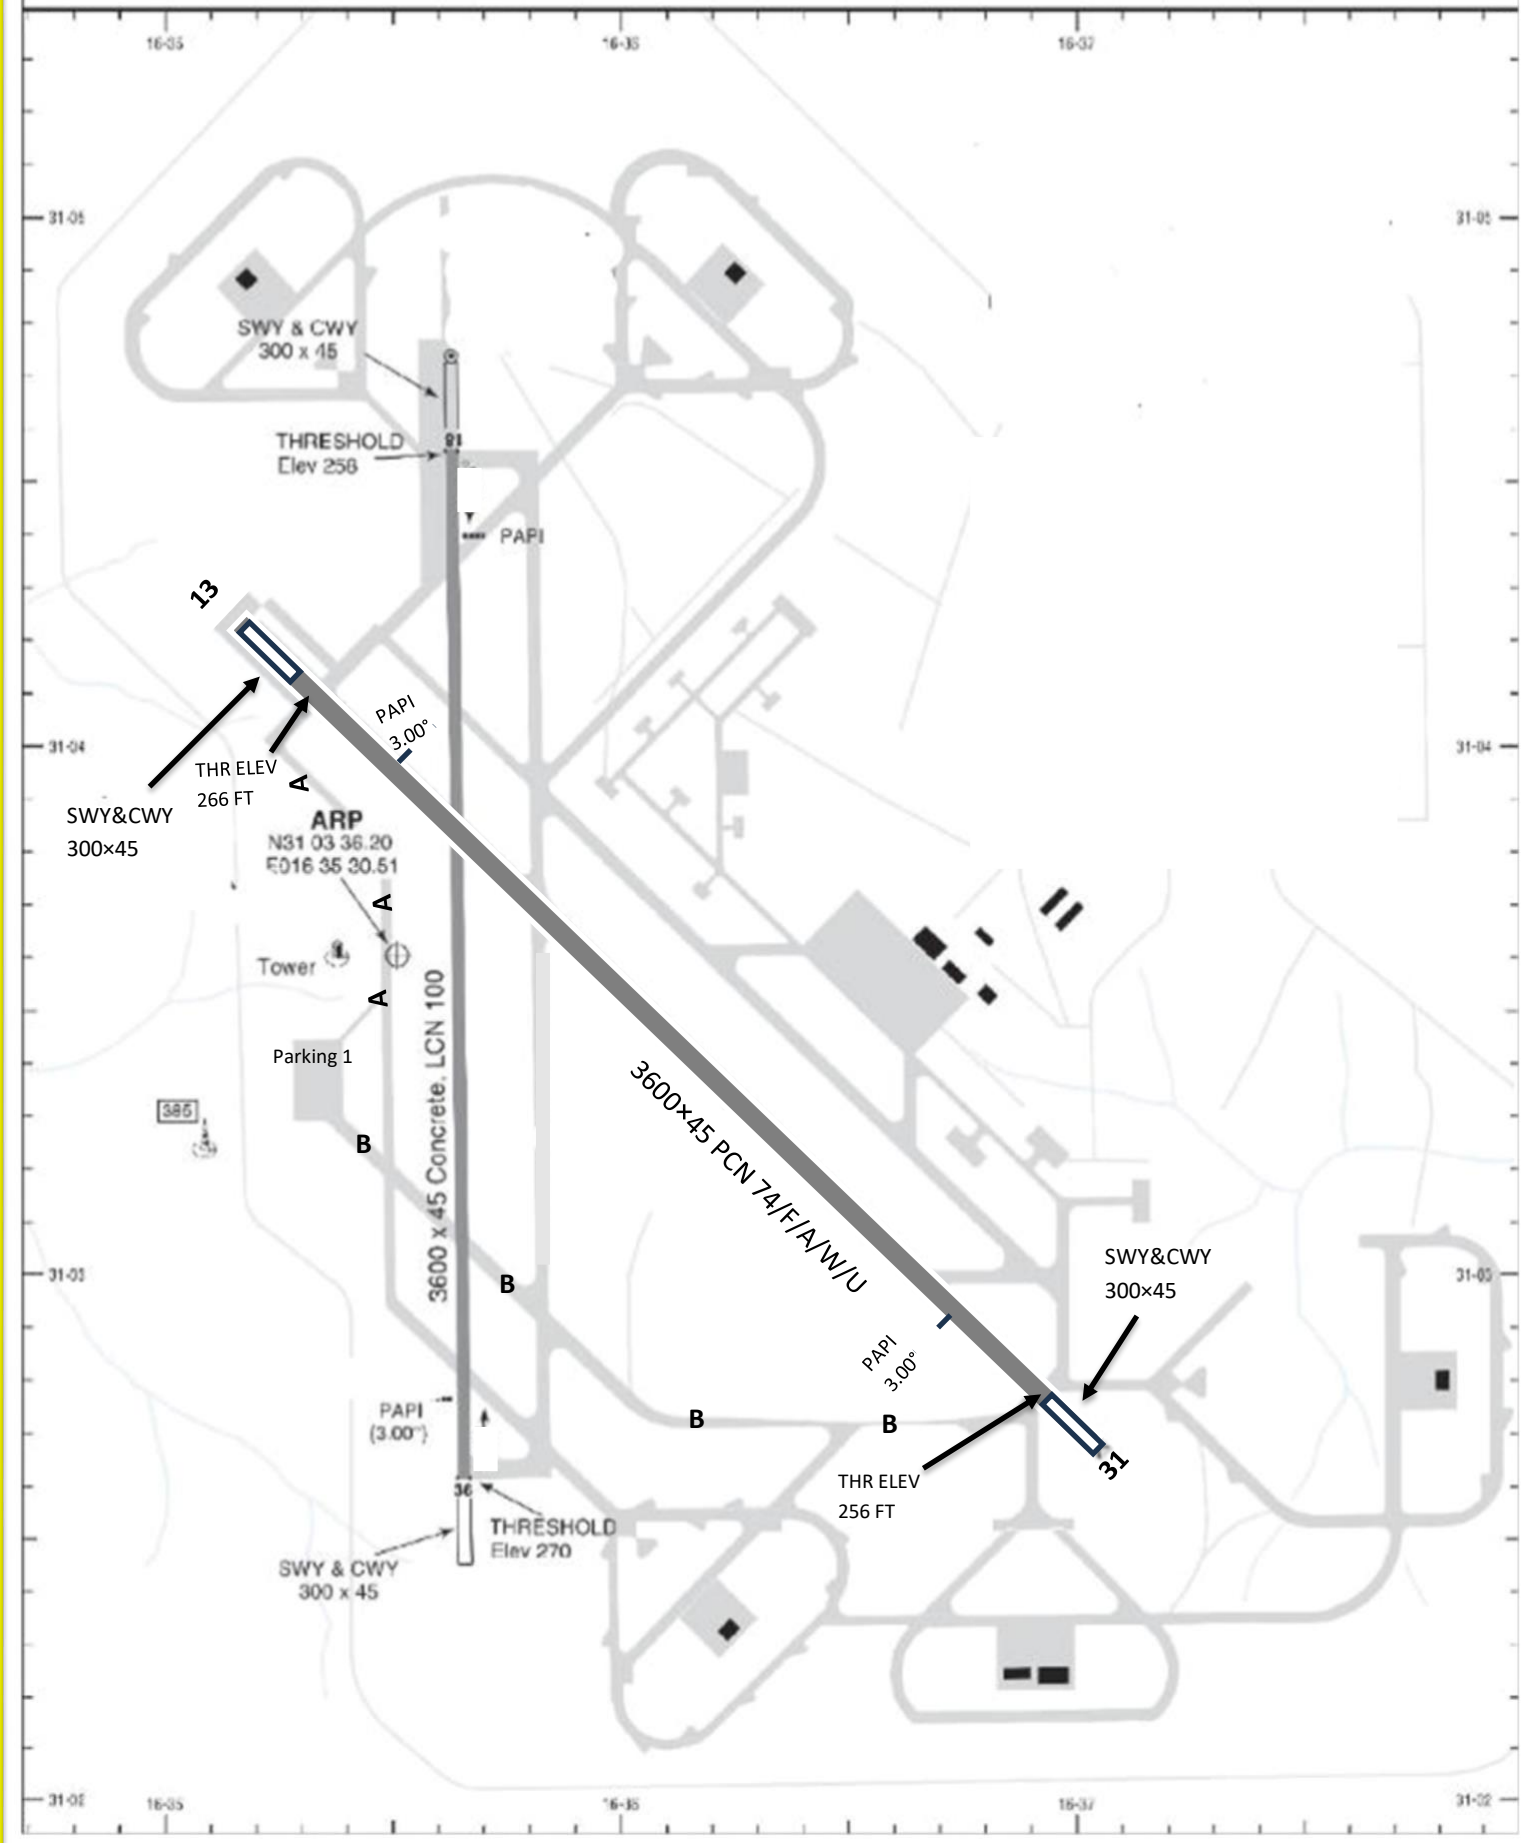 16-35
16-36
16-37
31-05
31-05
SWY & CWY
300 x 45
THRESHOLD
Elev 258
18
PAPI
13
PAPI
3.00°
31-04
31-04
THR ELEV
266 FT
A
SWY&CWY
300×45
ARP
N31 03 36.20
E016 35 30.51
A
Tower
A
Parking 1
385
B
3600 x 45 Concrete. LCN 100
3600×45 PCN 74/F/A/W/U
SWY&CWY
300×45
31-03
31-03
B
PAPI
3.00°
PAPI
(3.00°)
B
B
31
THR ELEV
256 FT
36
THRESHOLD
Elev 270
SWY & CWY
300 x 45
31-02
31-02
16-35
16-36
16-37